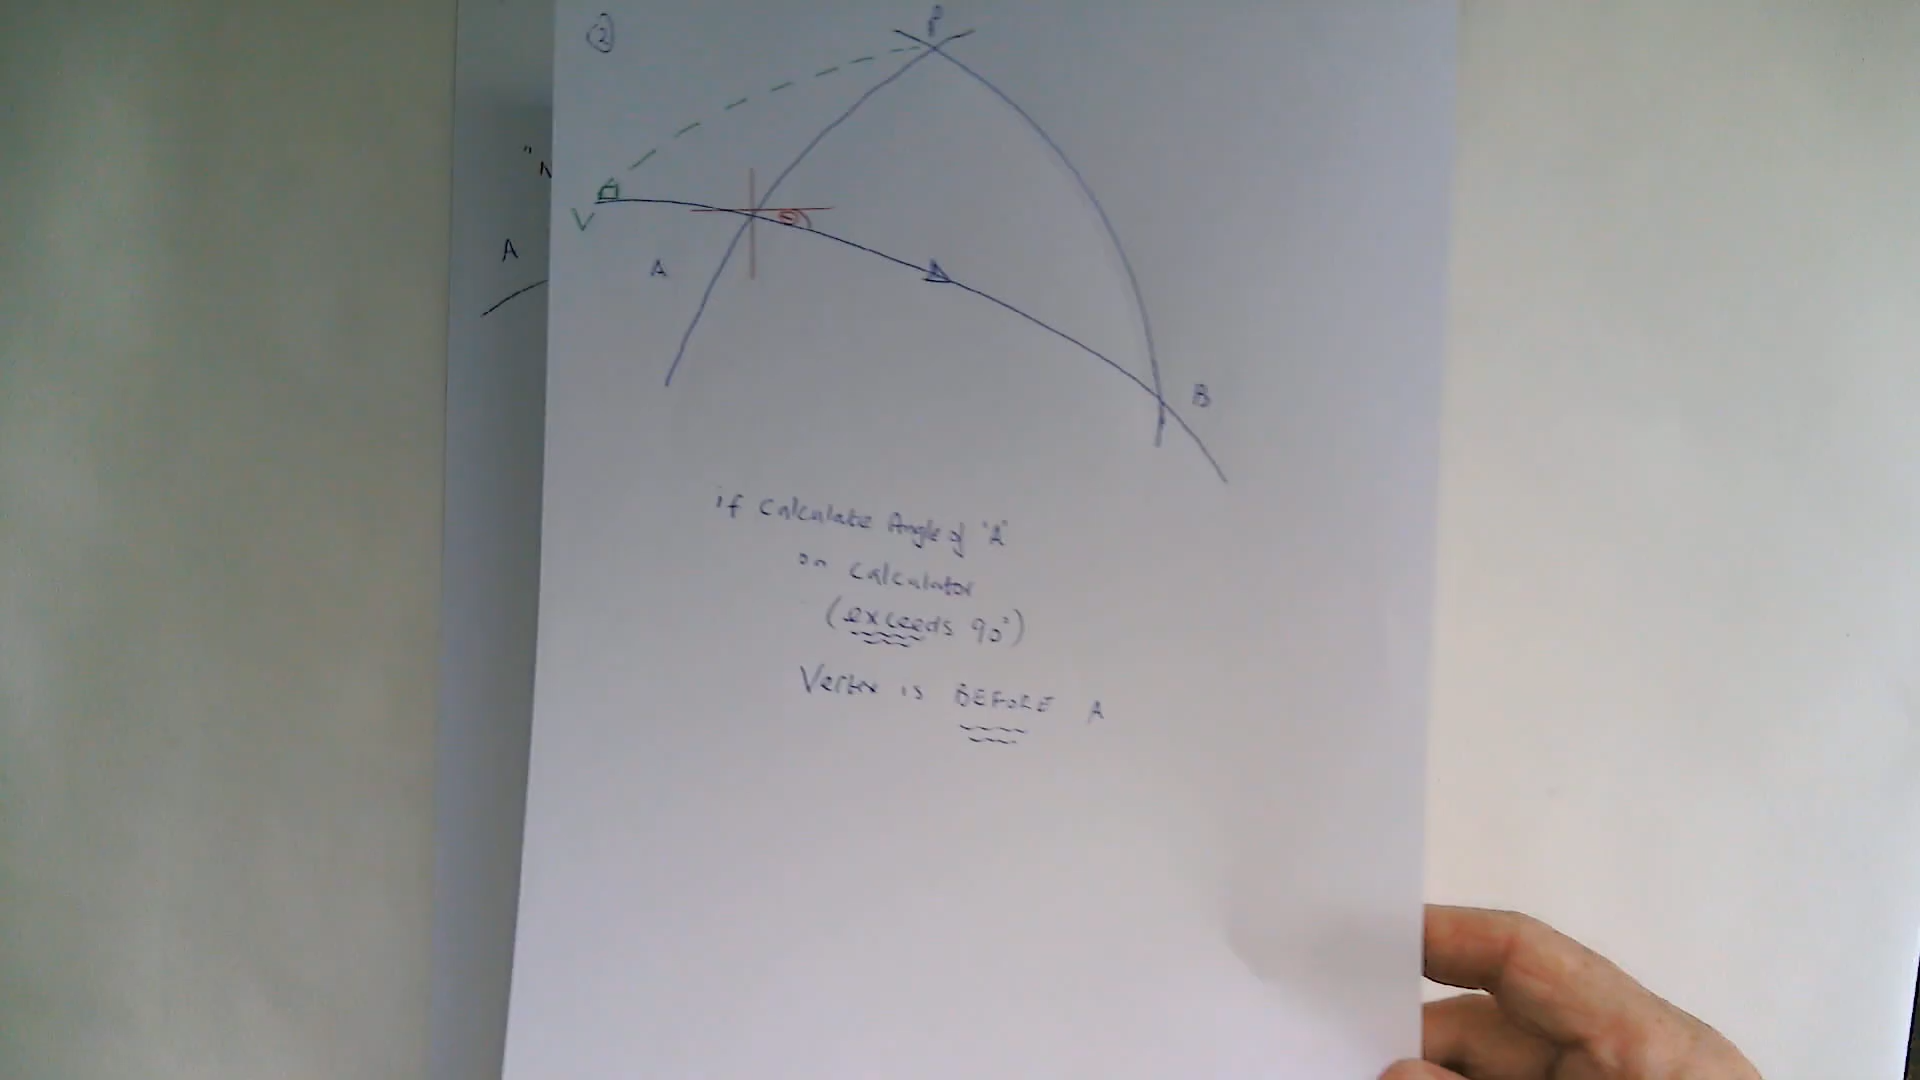 ②
P
"N
V
θ
A
A
B
if Calculate Angle of "A"
on calculator
(exceeds 90°)
Vertex is BEFORE A